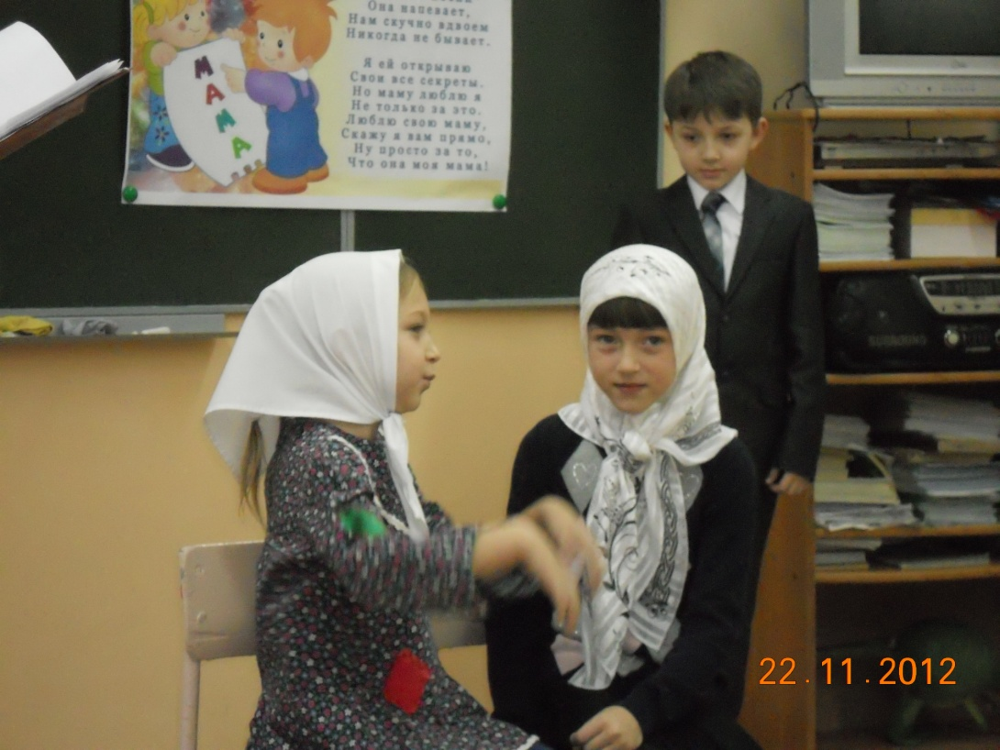 Она напевает,
Нам скучно вдвоем
Никогда не бывает.
Я ей открываю
Свои все секреты.
Но маму люблю я
Не только за это.
Люблю свою маму,
Скажу я вам прямо,
Ну просто за то,
Что она моя мама!
МАМА
22.11.2012